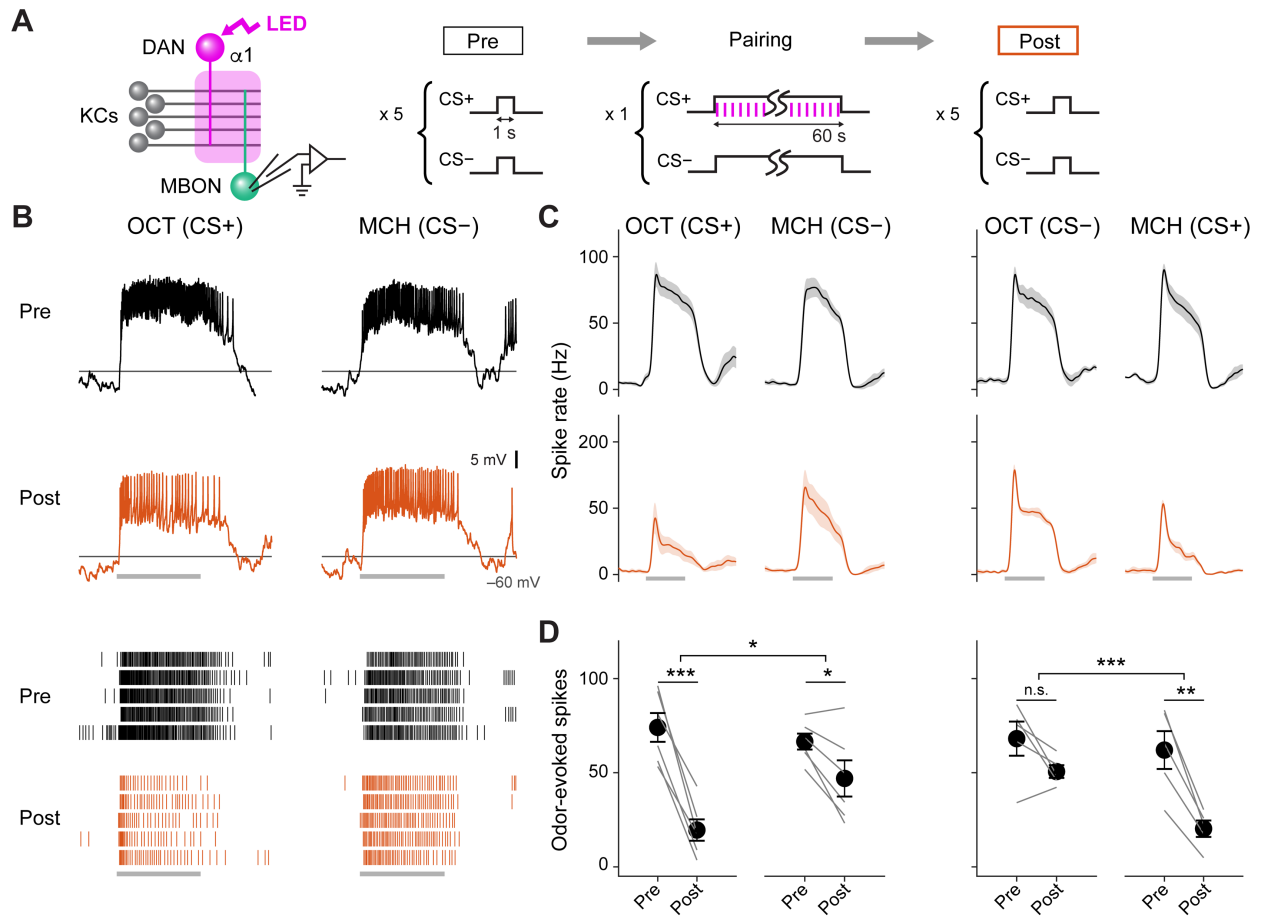 A
LED
DAN
α1
KCs
MBON
Pre
Pairing
Post
x 5
CS+
1 s
CS−
x 1
CS+
60 s
CS−
x 5
CS+
CS−
B
OCT (CS+)
MCH (CS−)
Pre
Post
5 mV
−60 mV
Pre
Post
C
OCT (CS+)
MCH (CS−)
OCT (CS−)
MCH (CS+)
Spike rate (Hz)
100
50
0
200
50
0
D
Odor-evoked spikes
100
50
0
*
***
*
***
n.s.
**
Pre
Post
Pre
Post
Pre
Post
Pre
Post